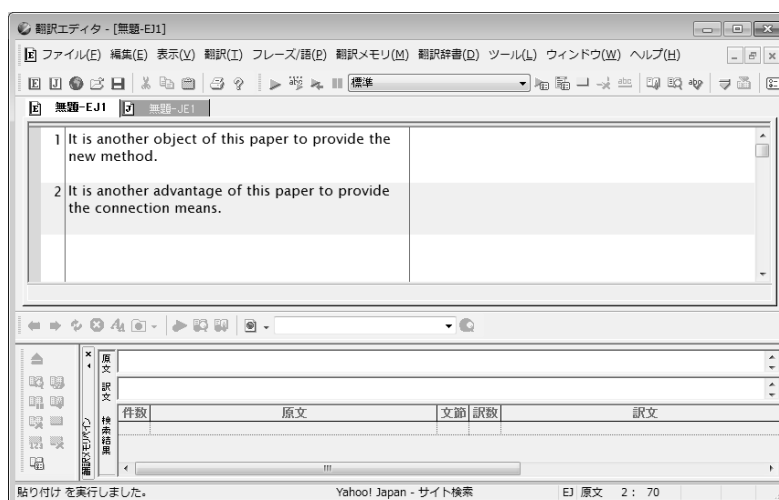 翻訳エディタ - [無題-EJ1]
ファイル(F) 編集(E) 表示(V) 翻訳(T) フレーズ/語(P) 翻訳メモリ(M) 翻訳辞書(D) ツール(L) ウィンドウ(W) ヘルプ(H)
標準
無題-EJ1 無題-JE1
1 It is another object of this paper to provide the
new method.
2 It is another advantage of this paper to provide
the connection means.
原文
訳文
件数 原文 文節 訳数 訳文
検索結果
翻訳メモリペイン
貼り付け を実行しました。 Yahoo! Japan - サイト検索 EJ 原文 2: 70